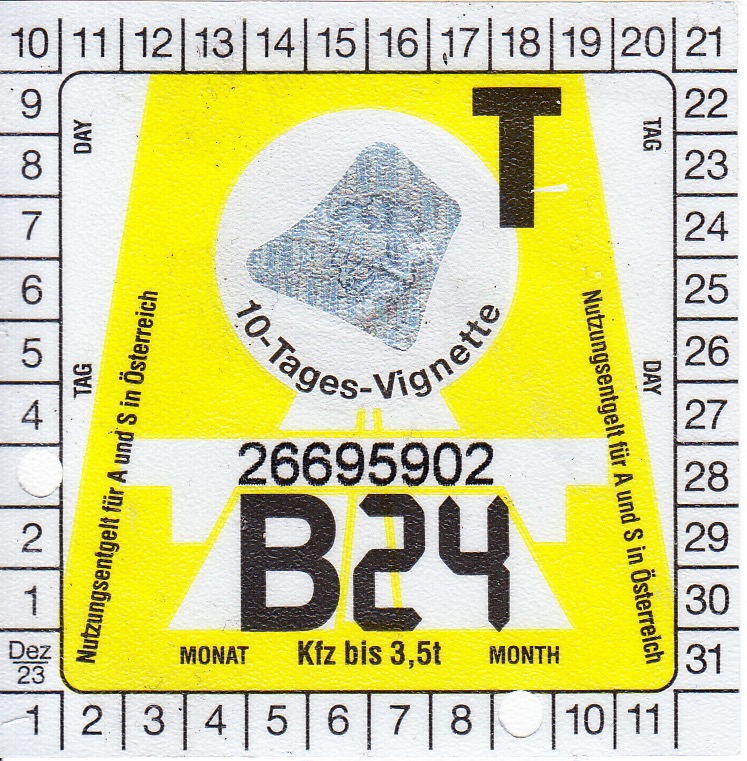 10 11 12 13 14 15 16 17 18 19 20 21
9
8
7
6
5
4
2
1
Dez
23
DAY
TAG
Nutzungsentgelt für A und S in Österreich
T
10-Tages-Vignette
26695902
B24
MONAT Kfz bis 3,5t MONTH
TAG
DAY
Nutzungsentgelt für A und S in Österreich
22
23
24
25
26
27
28
29
30
31
1 2 3 4 5 6 7 8 10 11